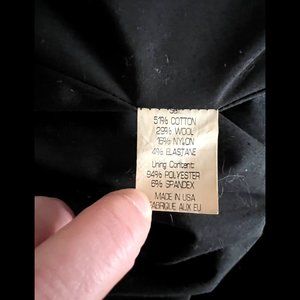 51% COTTON
29% WOOL
16% NYLON
4% ELASTANE
Lining Content:
94% POLYESTER
6% SPANDEX
MADE IN USA
FABRIQUE AUX EU